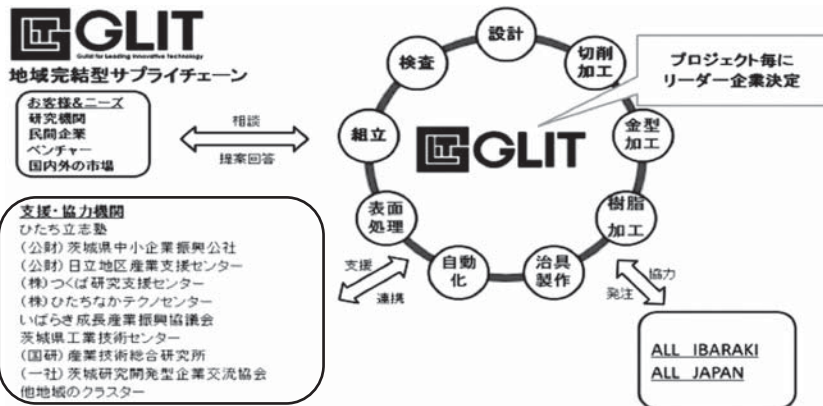 GLIT
Guild for Leading Innovative Technology
地域完結型サプライチェーン
お客様&ニーズ
研究機関
民間企業
ベンチャー
国内外の市場
相談
提案回答
設計
切削
加工
金型
加工
樹脂
加工
治具
製作
自動
化
表面
処理
組立
検査
GLIT
プロジェクト毎に
リーダー企業決定
支援・協力機関
ひたち立志塾
(公財)茨城県中小企業振興公社
(公財)日立地区産業支援センター
(株)つくば研究支援センター
(株)ひたちなかテクノセンター
いばらき成長産業振興協議会
茨城県工業技術センター
(国研)産業技術総合研究所
(一社)茨城研究開発型企業交流協会
他地域のクラスター
支援
連携
協力
発注
ALL IBARAKI
ALL JAPAN